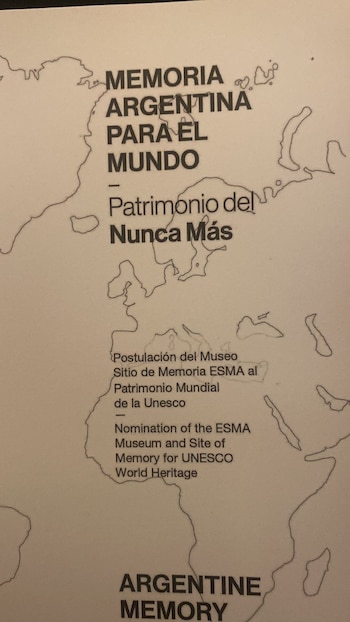 MEMORIA
ARGENTINA
PARA EL
MUNDO
–
Patrimonio del
Nunca Más
Postulación del Museo
Sitio de Memoria ESMA al
Patrimonio Mundial
de la Unesco
—
Nomination of the ESMA
Museum and Site of
Memory for UNESCO
World Heritage
ARGENTINE
MEMORY